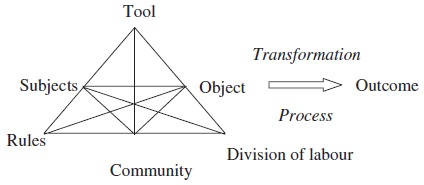 Tool
Transformation
Subjects
Object
Outcome
Process
Rules
Community
Division of labour